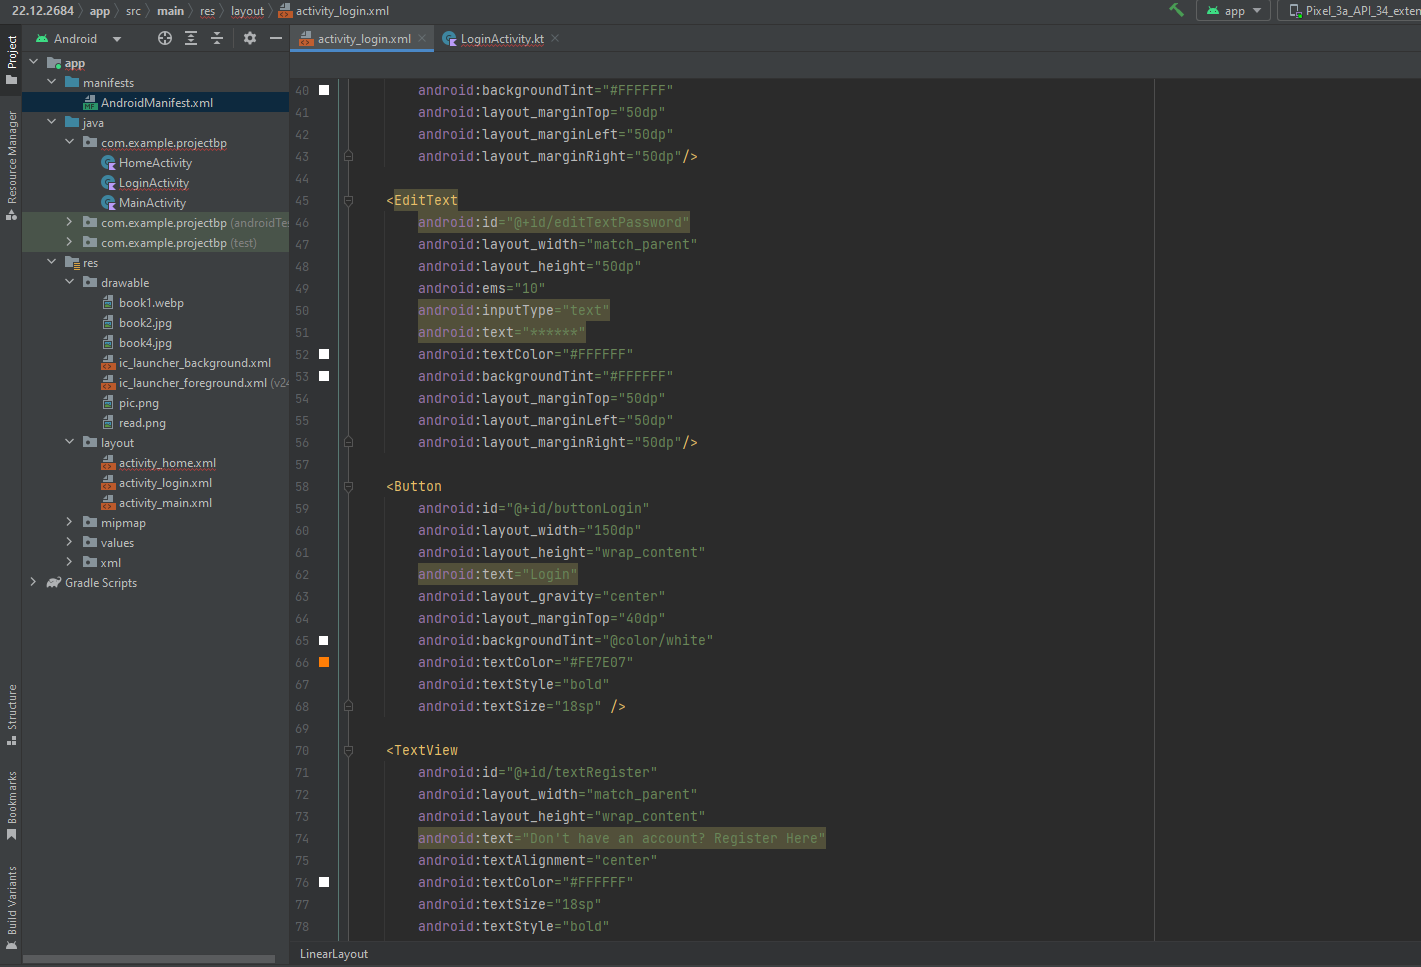 22.12.2684 app src main res layout activity_login.xml
app Pixel_3a_API_34_exten
Android
activity_login.xml LoginActivity.kt
Project
Resource Manager
Structure
Bookmarks
Build Variants
app
manifests
AndroidManifest.xml
java
com.example.projectbp
HomeActivity
LoginActivity
MainActivity
com.example.projectbp (androidTes
com.example.projectbp (test)
res
drawable
book1.webp
book2.jpg
book4.jpg
ic_launcher_background.xml
ic_launcher_foreground.xml (v24
pic.png
read.png
layout
activity_home.xml
activity_login.xml
activity_main.xml
mipmap
values
xml
Gradle Scripts
40 android:backgroundTint="#FFFFFF"
41 android:layout_marginTop="50dp"
42 android:layout_marginLeft="50dp"
43 android:layout_marginRight="50dp"/>
44
45 <EditText
46 android:id="@+id/editTextPassword"
47 android:layout_width="match_parent"
48 android:layout_height="50dp"
49 android:ems="10"
50 android:inputType="text"
51 android:text="******"
52 android:textColor="#FFFFFF"
53 android:backgroundTint="#FFFFFF"
54 android:layout_marginTop="50dp"
55 android:layout_marginLeft="50dp"
56 android:layout_marginRight="50dp"/>
57
58 <Button
59 android:id="@+id/buttonLogin"
60 android:layout_width="150dp"
61 android:layout_height="wrap_content"
62 android:text="Login"
63 android:layout_gravity="center"
64 android:layout_marginTop="40dp"
65 android:backgroundTint="@color/white"
66 android:textColor="#FE7E07"
67 android:textStyle="bold"
68 android:textSize="18sp" />
69
70 <TextView
71 android:id="@+id/textRegister"
72 android:layout_width="match_parent"
73 android:layout_height="wrap_content"
74 android:text="Don't have an account? Register Here"
75 android:textAlignment="center"
76 android:textColor="#FFFFFF"
77 android:textSize="18sp"
78 android:textStyle="bold"
LinearLayout